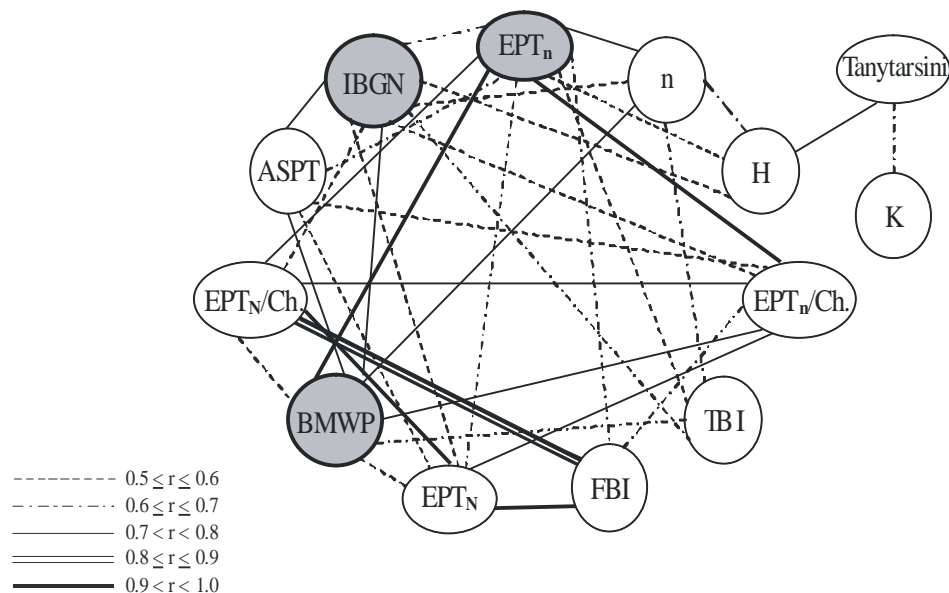 EPTn
IBGN
n
Tanytarsini
ASPT
H
K
EPTN/Ch.
EPTn/Ch.
BMWP
TBI
EPTN
FBI
0.5 ≤ r ≤ 0.6
0.6 ≤ r ≤ 0.7
0.7 < r < 0.8
0.8 ≤ r ≤ 0.9
0.9 < r < 1.0